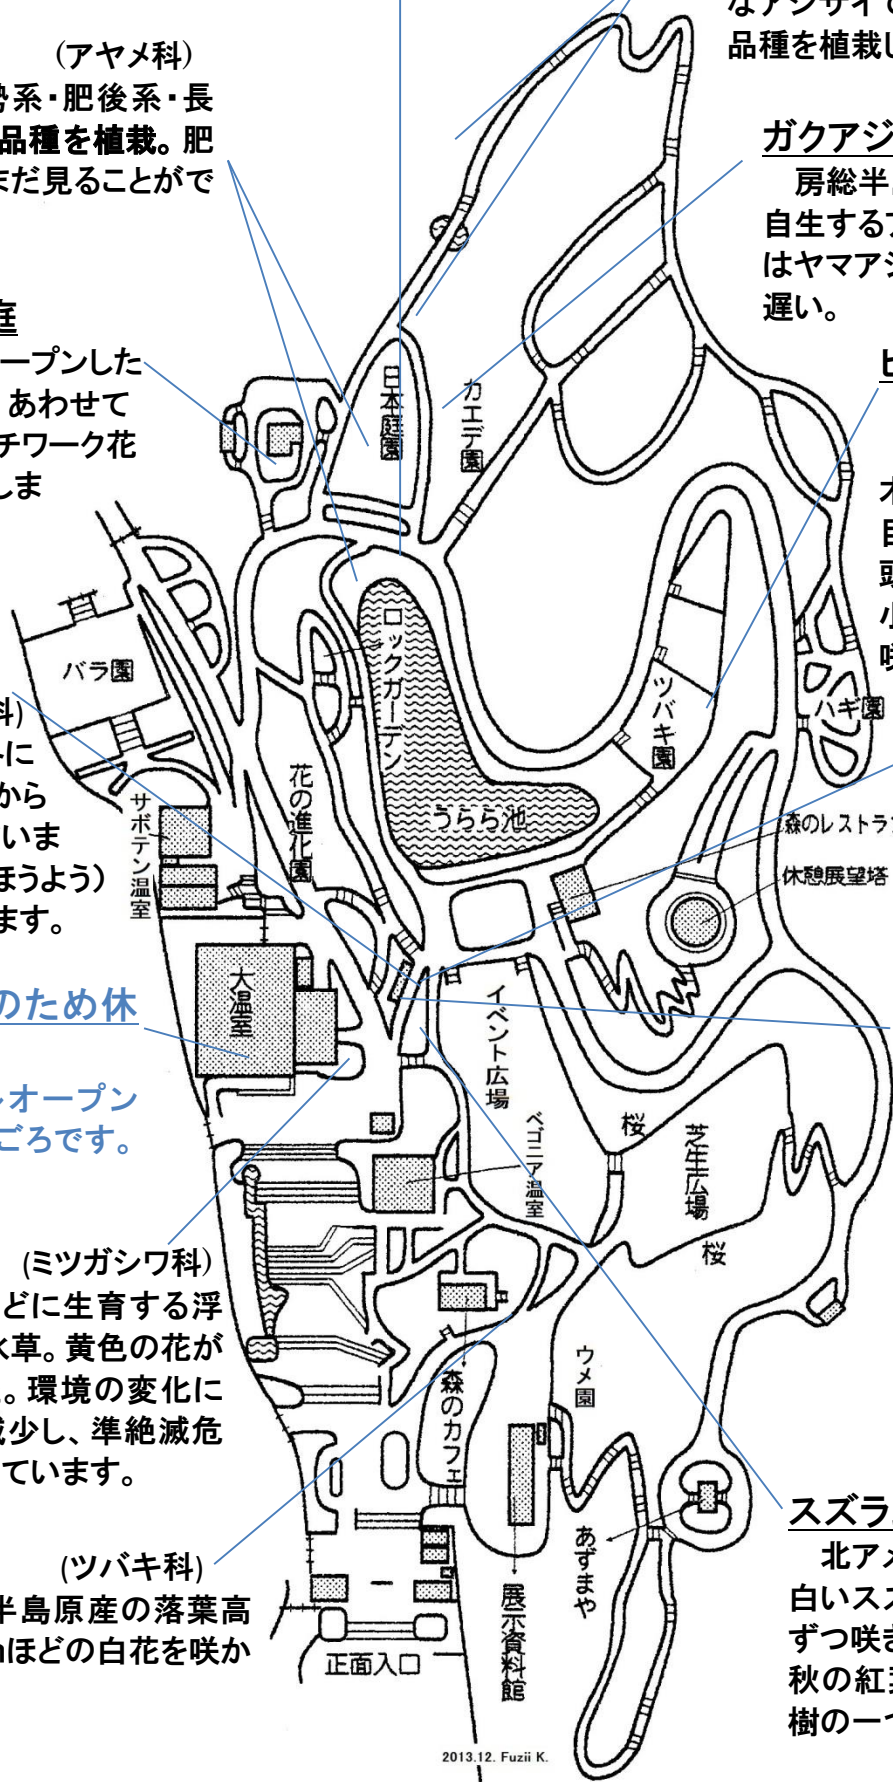 なアジサイで
品種を植栽し
(アヤメ科)
勢系・肥後系・長
品種を植栽。肥
まだ見ることがで
ガクアジ
房総半
自生する
はヤマアジ
遅い。
庭
ープンした
あわせて
チワーク花
しま
日本庭園
カエデ園
バラ園
ロックガーデン
ツバキ園
ハギ園
うらら池
花の進化園
サボテン温室
森のレストラン
休憩展望塔
科)
に
から
いま
ほうよう)
ます。
大温室
のため休
イベント広場
ルオープン
ごろです。
ベゴニア温室
桜
芝生広場
桜
(ミツガシワ科)
どに生育する浮
水草。黄色の花が
。環境の変化に
減少し、準絶滅危
ています。
ウメ園
森のカフェ
あずまや
展示資料館
(ツバキ科)
半島原産の落葉高
ほどの白花を咲か
正面入口
スズラ
北アメ
白いスズ
ずつ咲き
秋の紅葉
樹の一つ
2013.12. Fuzii K.